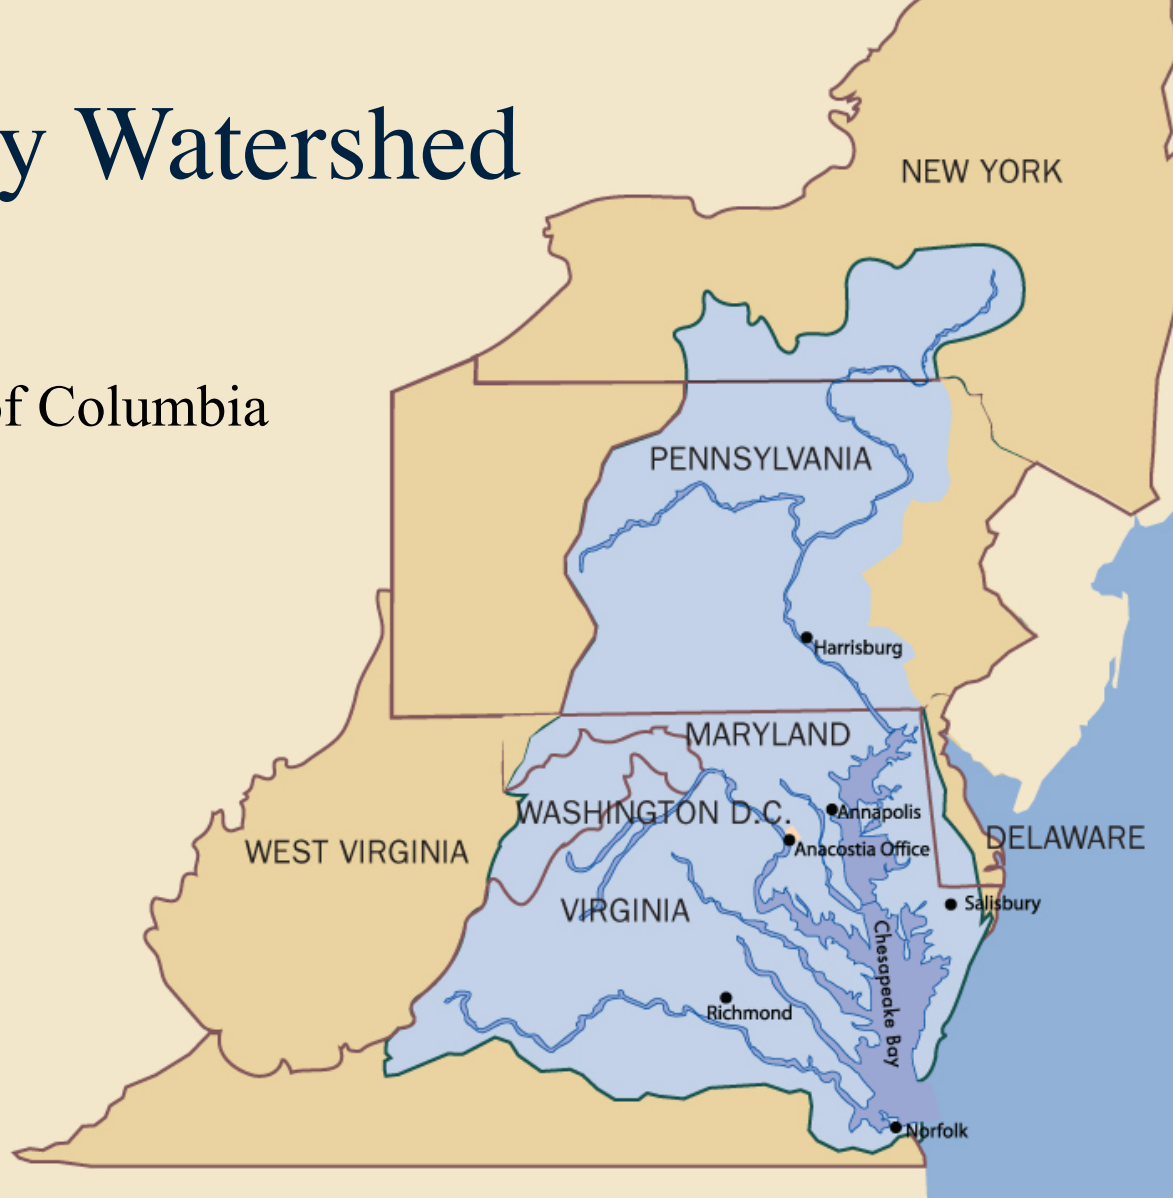 y Watershed
NEW YORK
of Columbia
PENNSYLVANIA
Harrisburg
MARYLAND
WASHINGTON D.C.
Annapolis
DELAWARE
WEST VIRGINIA
Anacostia Office
VIRGINIA
Salisbury
Chesapeake Bay
Richmond
Norfolk